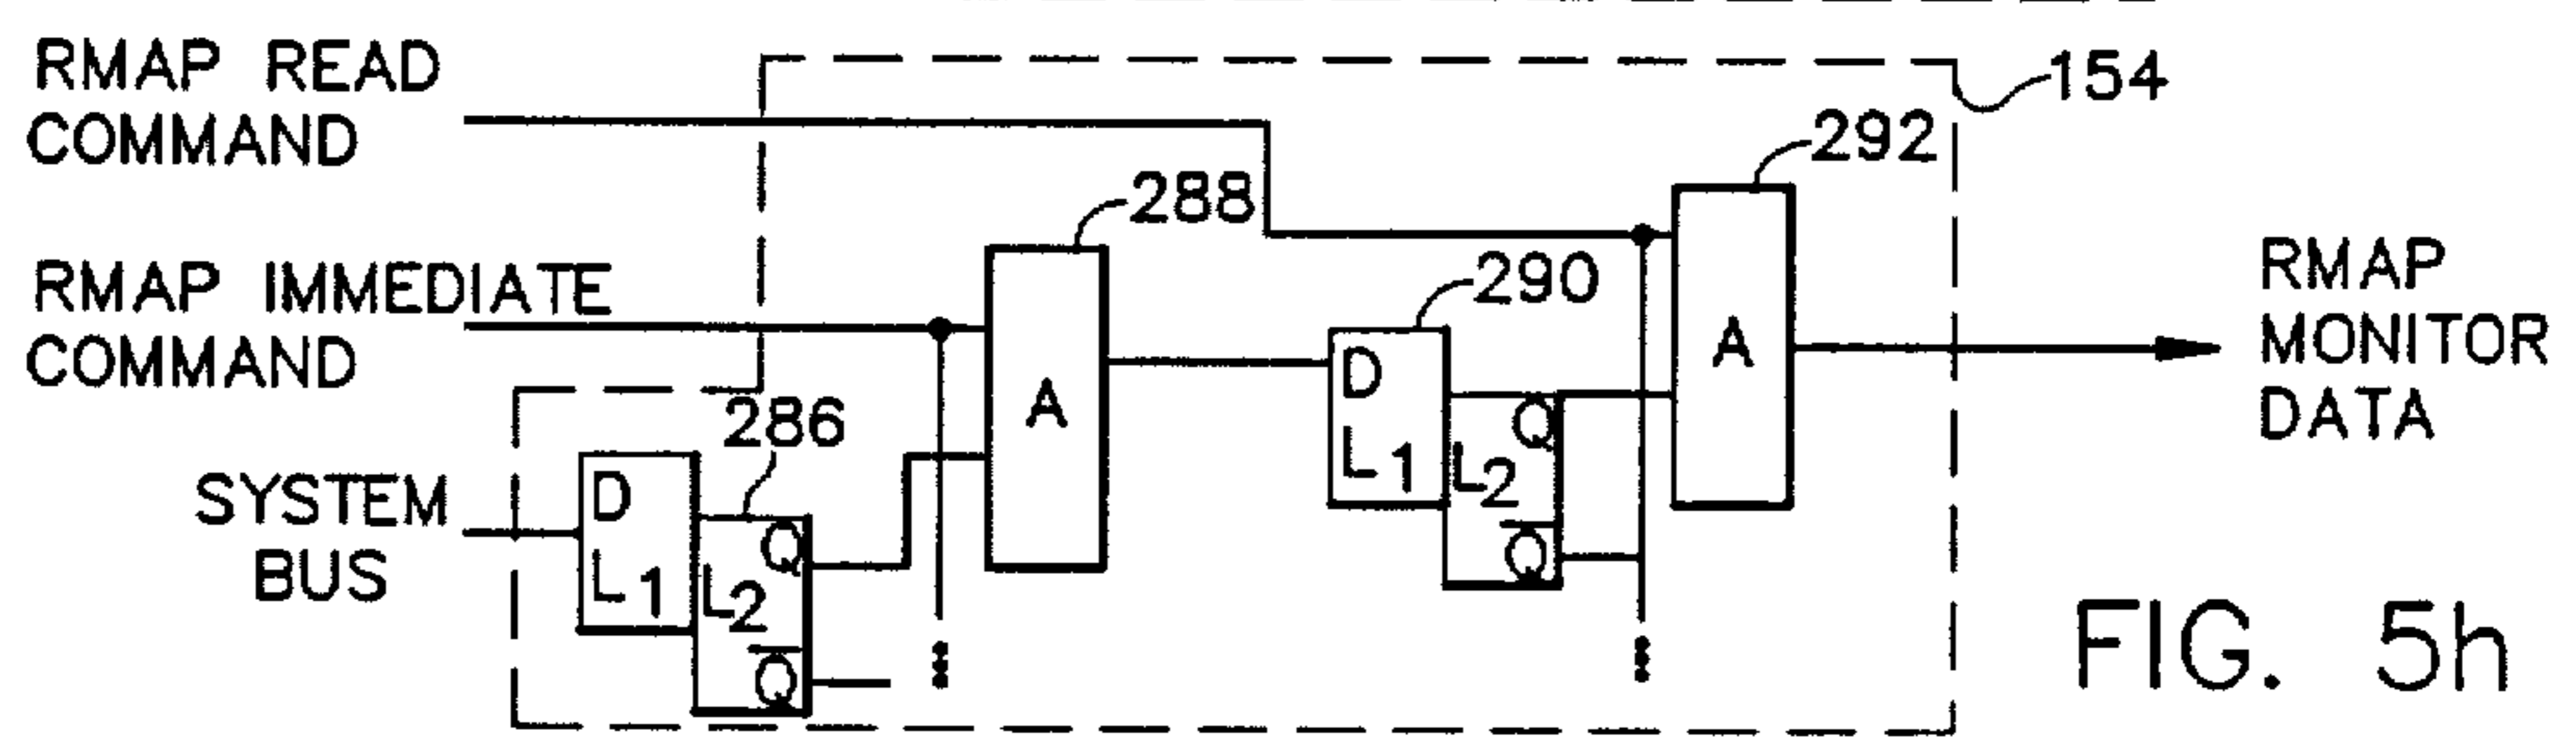 RMAP READ
COMMAND
154
292
288
RMAP IMMEDIATE
COMMAND
290
RMAP
MONITOR
DATA
A
A
D
L1
L2
Q
Q̅
286
SYSTEM
BUS
D
L1
L2
Q
Q̅
FIG. 5h